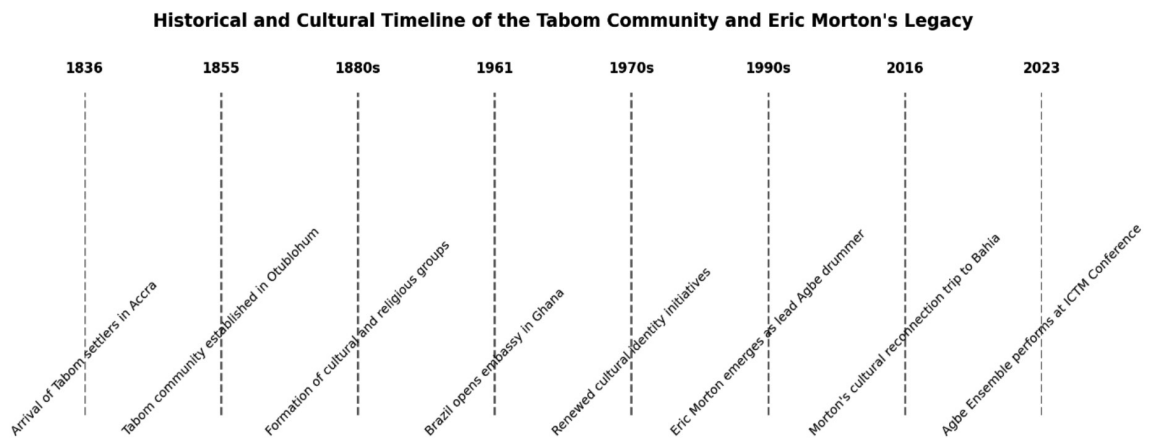 Historical and Cultural Timeline of the Tabom Community and Eric Morton's Legacy
1836
1855
1880s
1961
1970s
1990s
2016
2023
Arrival of Tabom settlers in Accra
Tabom community established in Otublohum
Formation of cultural and religious groups
Brazil opens embassy in Ghana
Renewed cultural identity initiatives
Eric Morton emerges as lead Agbe drummer
Morton's cultural reconnection trip to Bahia
Agbe Ensemble performs at ICTM Conference